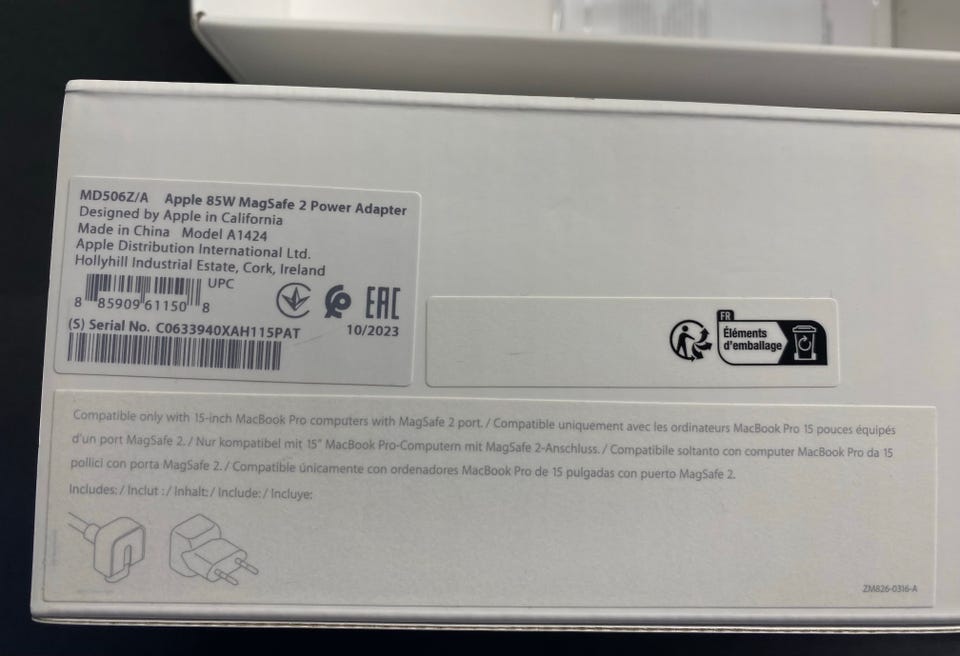 MD506Z/A Apple 85W MagSafe 2 Power Adapter
Designed by Apple in California
Made in China Model A1424
Apple Distribution International Ltd.
Hollyhill Industrial Estate, Cork, Ireland
UPC
8 85909 61150 8
EAC
(S) Serial No. C0633940XAH115PAT
10/2023
FR
Éléments
d'emballage
Compatible only with 15-inch MacBook Pro computers with MagSafe 2 port. / Compatible uniquement avec les ordinateurs MacBook Pro 15 pouces équipés
d'un port MagSafe 2. / Nur kompatibel mit 15" MacBook Pro-Computern mit MagSafe 2-Anschluss. / Compatibile soltanto con computer MacBook Pro da 15
pollici con porta MagSafe 2. / Compatible únicamente con ordenadores MacBook Pro de 15 pulgadas con puerto MagSafe 2.
Includes: / Inclut : / Inhalt: / Include: / Incluye:
ZM826-0316-A